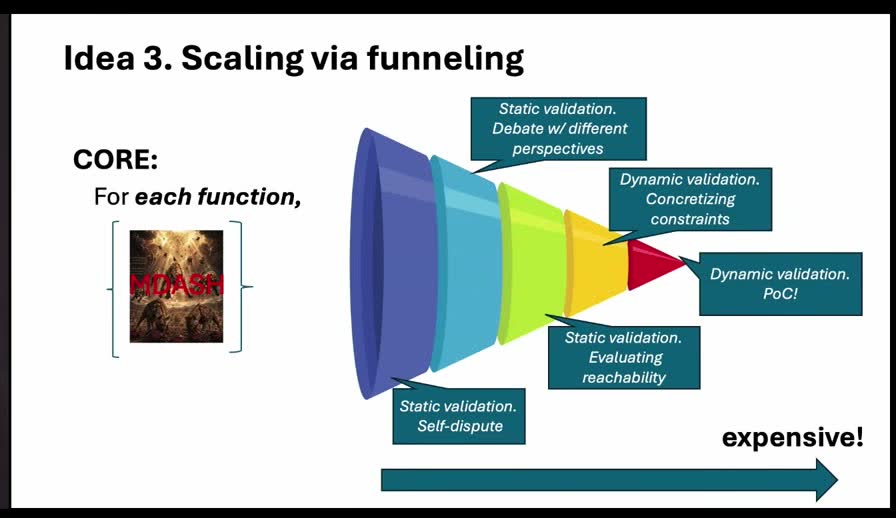 Idea 3. Scaling via funneling
CORE:
For each function,
MDASH
Static validation.
Debate w/ different
perspectives
Dynamic validation.
Concretizing
constraints
Dynamic validation.
PoC!
Static validation.
Evaluating
reachability
Static validation.
Self-dispute
expensive!